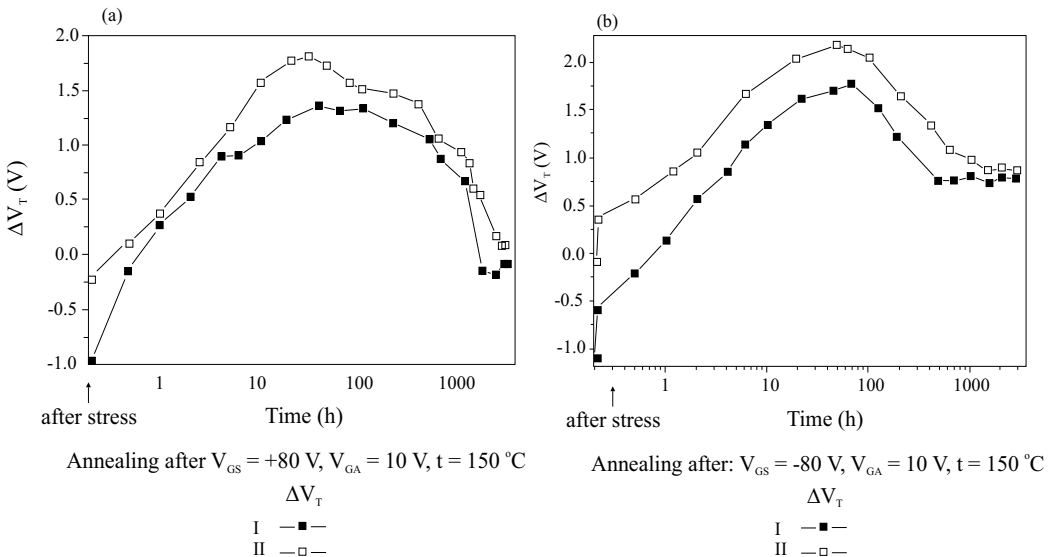 (a)
2.0
1.5
1.0
0.5
0.0
-0.5
-1.0
ΔV_T (V)
1 10 100 1000
after stress
Time (h)
Annealing after V_GS = +80 V, V_GA = 10 V, t = 150 °C
ΔV_T
I
II
(b)
2.0
1.5
1.0
0.5
0.0
-0.5
-1.0
ΔV_T (V)
1 10 100 1000
after stress
Time (h)
Annealing after: V_GS = -80 V, V_GA = 10 V, t = 150 °C
ΔV_T
I
II